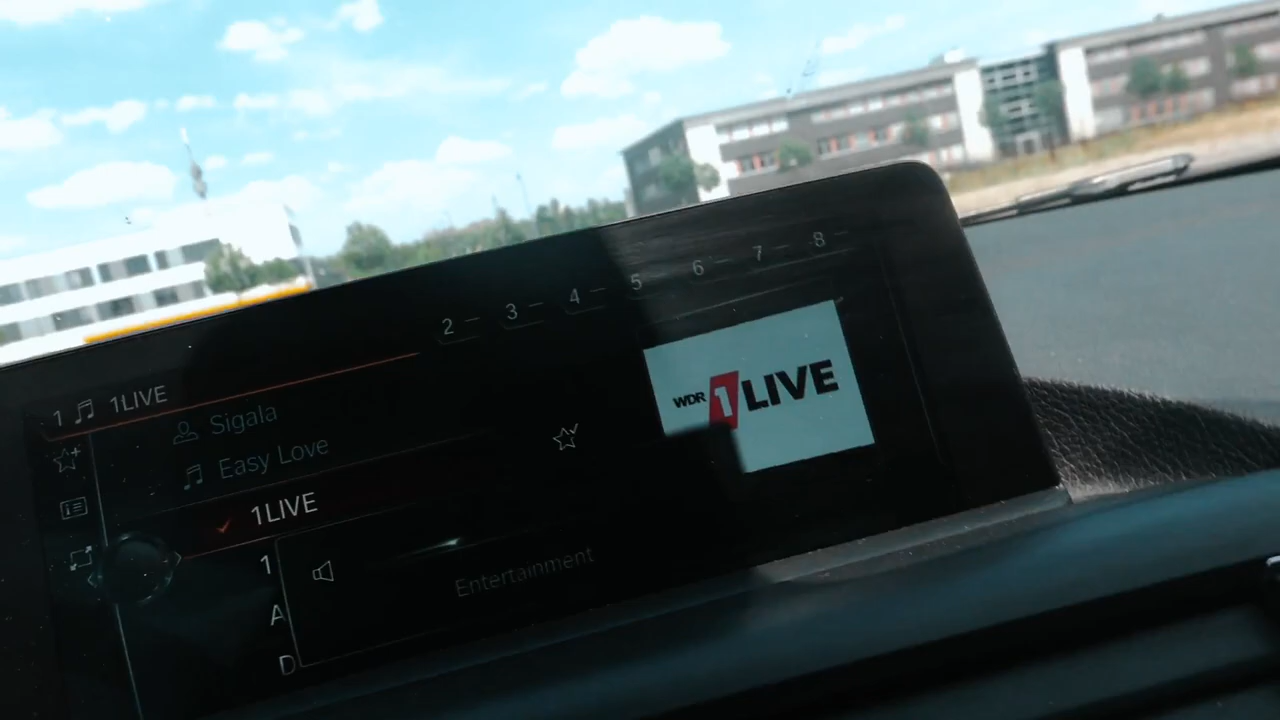 1 1LIVE
2 3 4 5 6 7 8
Sigala
Easy Love
1LIVE
WDR 1LIVE
1
A
D
Entertainment